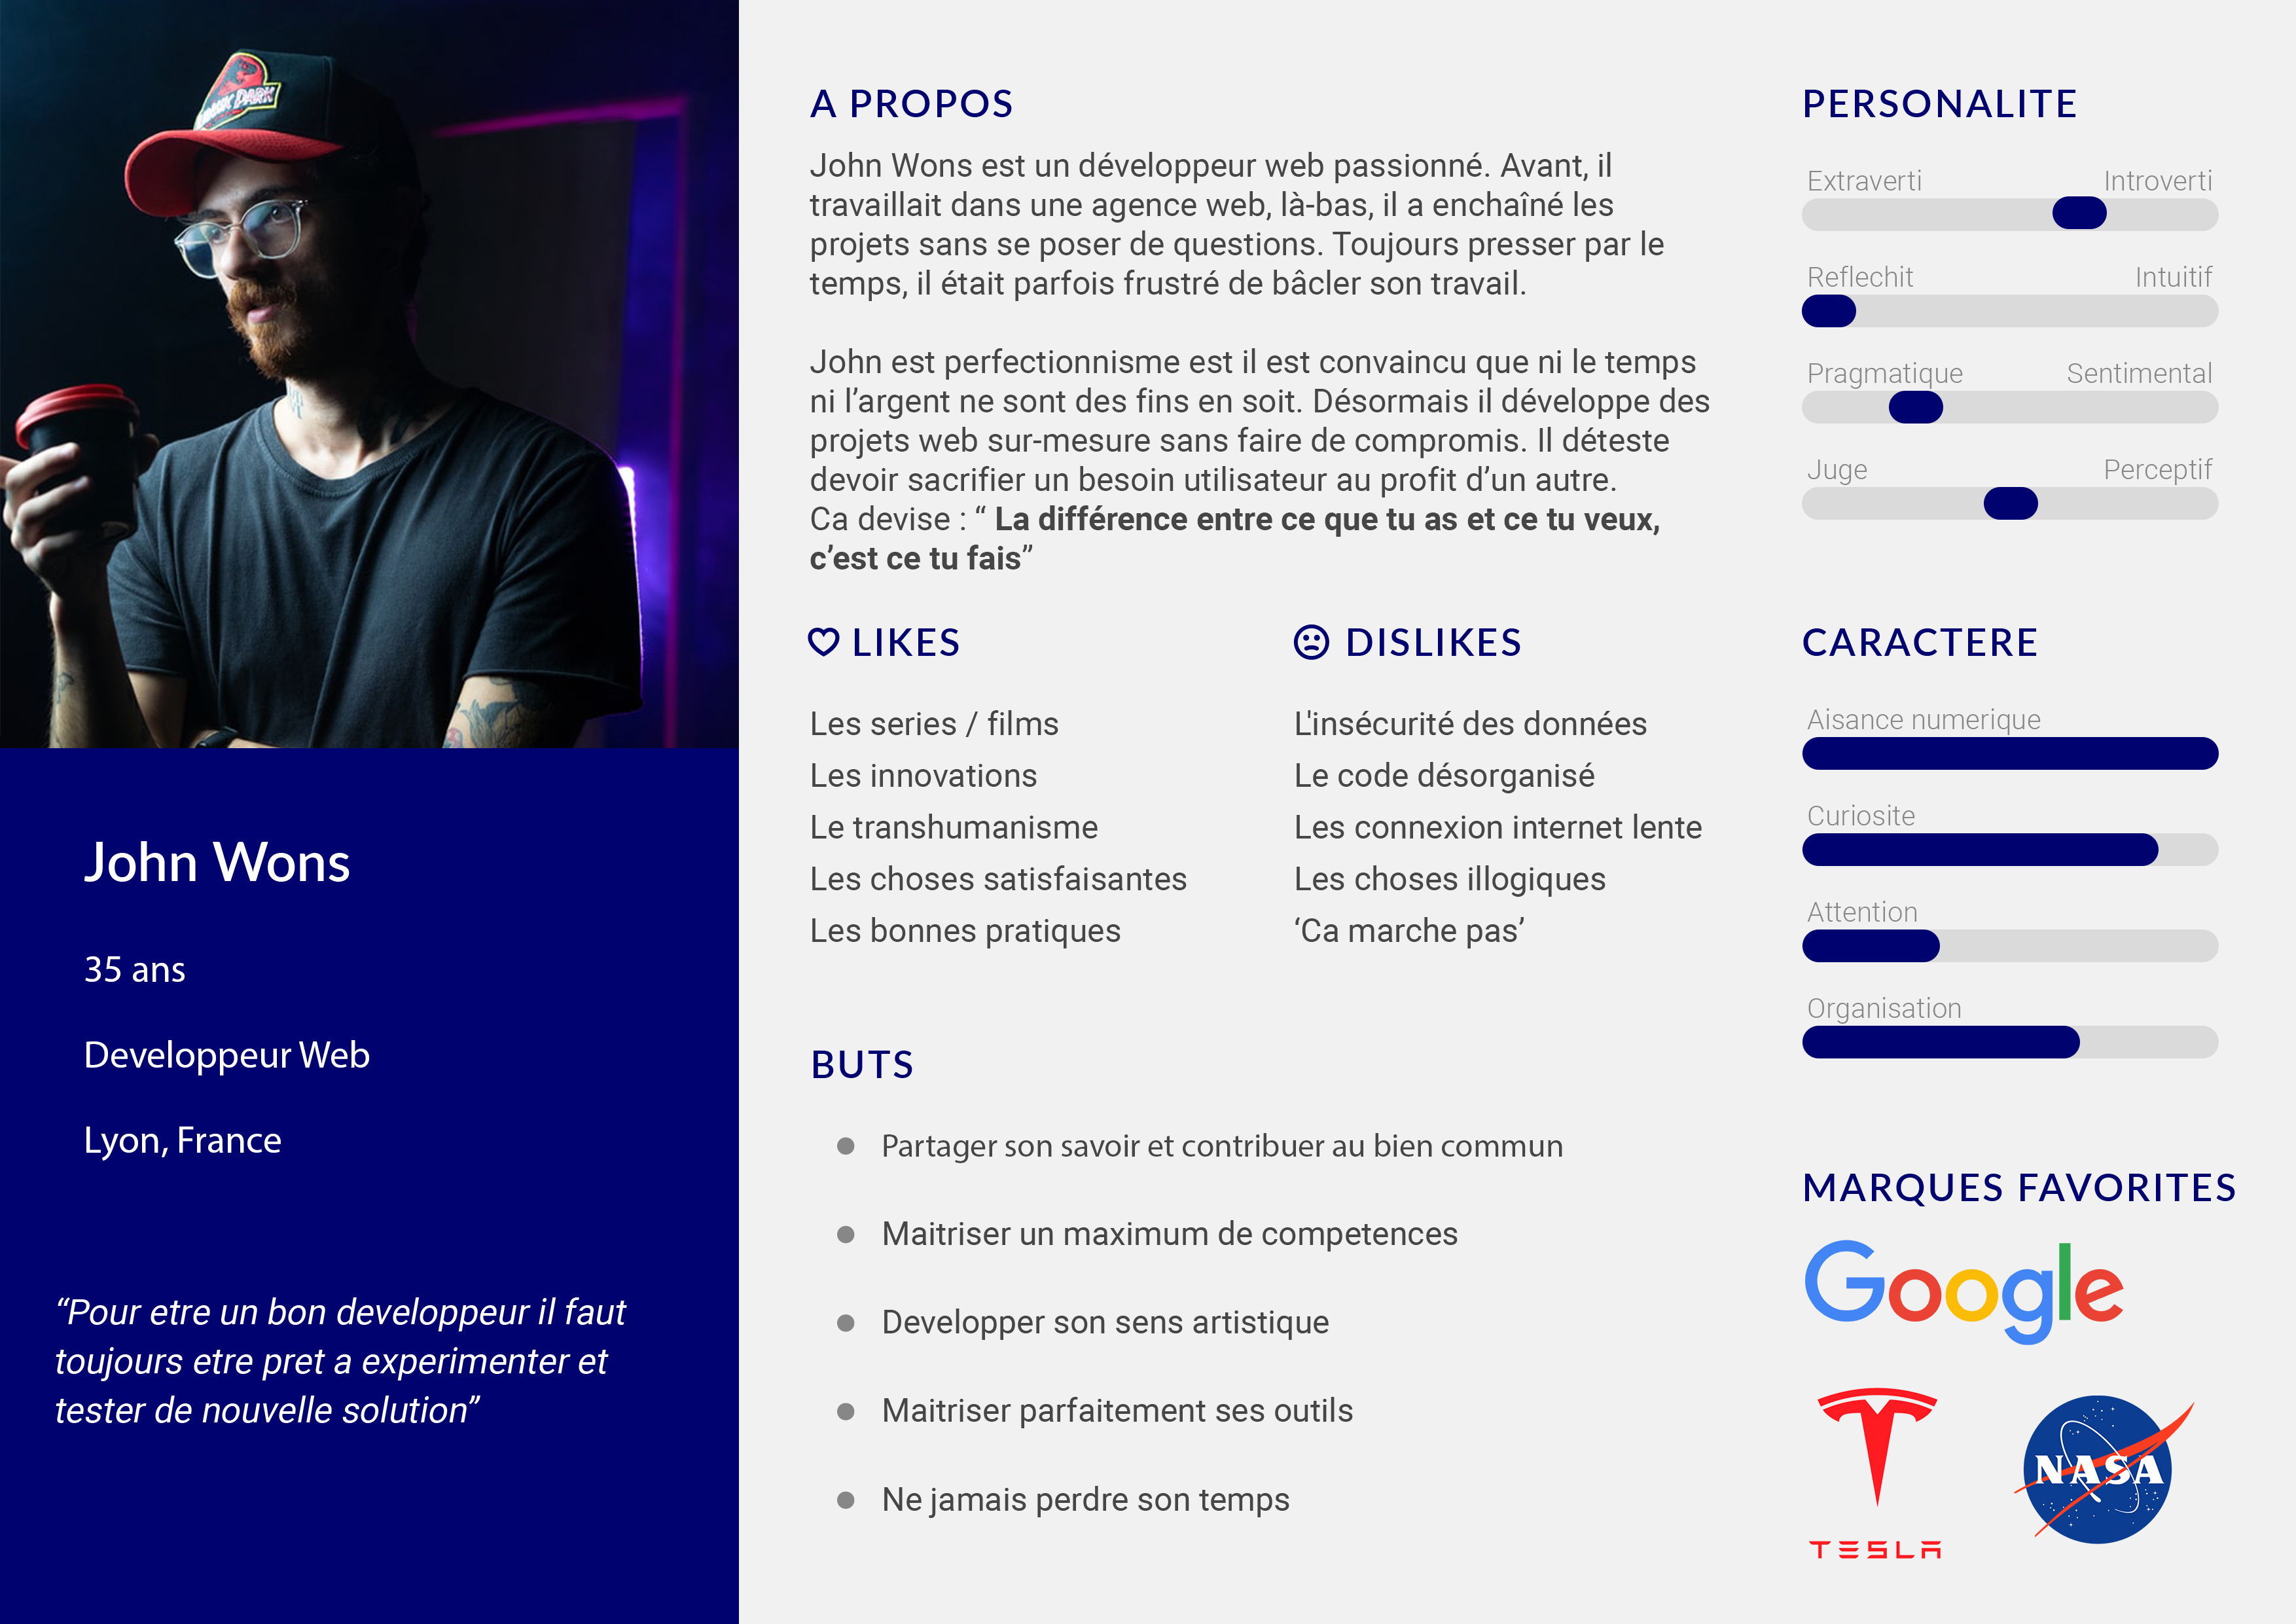 PARK
John Wons
35 ans
Developpeur Web
Lyon, France
“Pour etre un bon developpeur il faut
toujours etre pret a experimenter et
tester de nouvelle solution”
A PROPOS
John Wons est un développeur web passionné. Avant, il
travaillait dans une agence web, là-bas, il a enchaîné les
projets sans se poser de questions. Toujours presser par le
temps, il était parfois frustré de bâcler son travail.
John est perfectionnisme est il est convaincu que ni le temps
ni l’argent ne sont des fins en soit. Désormais il développe des
projets web sur-mesure sans faire de compromis. Il déteste
devoir sacrifier un besoin utilisateur au profit d’un autre.
Ca devise : “ La différence entre ce que tu as et ce tu veux,
c’est ce tu fais”
LIKES
Les series / films
Les innovations
Le transhumanisme
Les choses satisfaisantes
Les bonnes pratiques
DISLIKES
L'insécurité des données
Le code désorganisé
Les connexion internet lente
Les choses illogiques
‘Ca marche pas’
BUTS
Partager son savoir et contribuer au bien commun
Maitriser un maximum de competences
Developper son sens artistique
Maitriser parfaitement ses outils
Ne jamais perdre son temps
PERSONALITE
Extraverti Introverti
Reflechit Intuitif
Pragmatique Sentimental
Juge Perceptif
CARACTERE
Aisance numerique
Curiosite
Attention
Organisation
MARQUES FAVORITES
Google
TESLA
NASA